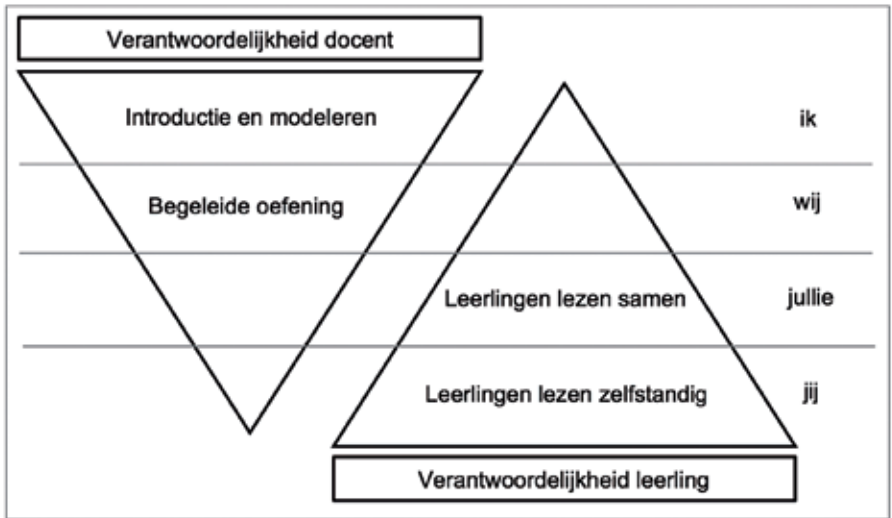 Verantwoordelijkheid docent
Introductie en modeleren
ik
Begeleide oefening
wij
Leerlingen lezen samen
jullie
Leerlingen lezen zelfstandig
jij
Verantwoordelijkheid leerling